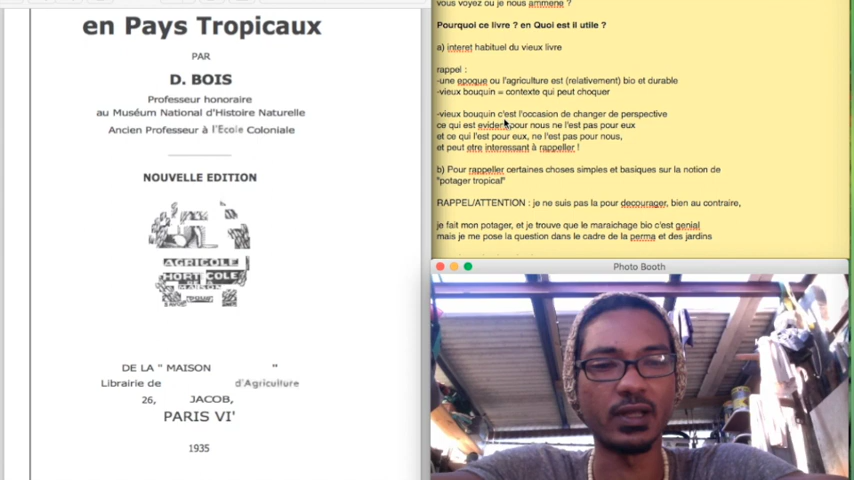 en Pays Tropicaux
PAR
D. BOIS
Professeur honoraire
au Muséum National d'Histoire Naturelle
Ancien Professeur à l'Ecole Coloniale
NOUVELLE EDITION
AGRICOLE
HORT COLE
DE LA " MAISON "
Librairie de d'Agriculture
26, JACOB,
PARIS VI'
1935
vous voyez ou je nous ammene ?
Pourquoi ce livre ? en Quoi est il utile ?
a) interet habituel du vieux livre
rappel :
-une epoque ou l'agriculture est (relativement) bio et durable
-vieux bouquin = contexte qui peut choquer
-vieux bouquin c'est l'occasion de changer de perspective
ce qui est evident pour nous ne l'est pas pour eux
et ce qui l'est pour eux, ne l'est pas pour nous,
et peut etre interessant à rappeller !
b) Pour rappeller certaines choses simples et basiques sur la notion de
"potager tropical"
RAPPEL/ATTENTION : je ne suis pas la pour decourager, bien au contraire,
je fait mon potager, et je trouve que le maraichage bio c'est genial
mais je me pose la question dans le cadre de la perma et des jardins
Photo Booth